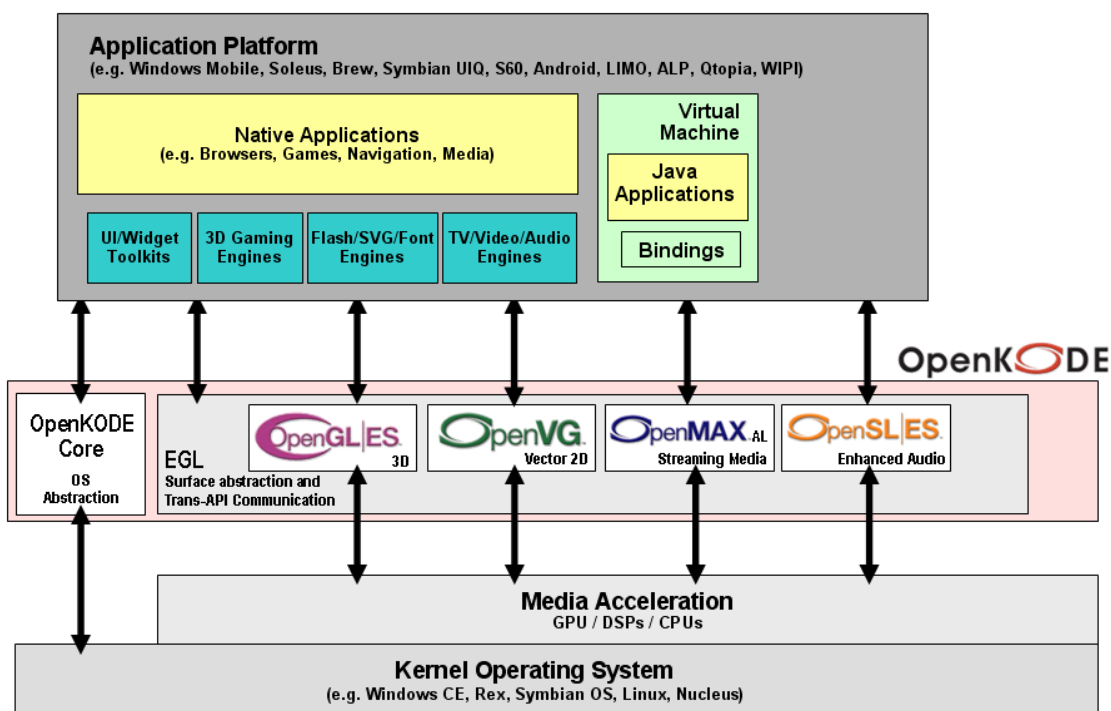 Application Platform
(e.g. Windows Mobile, Soleus, Brew, Symbian UIQ, S60, Android, LIMO, ALP, Qtopia, WIPI)
Native Applications
(e.g. Browsers, Games, Navigation, Media)
Virtual
Machine
Java
Applications
Bindings
UI/Widget
Toolkits
3D Gaming
Engines
Flash/SVG/Font
Engines
TV/Video/Audio
Engines
OpenKODE
OpenKODE
Core
OS
Abstraction
EGL
Surface abstraction and
Trans-API Communication
OpenGL|ES.
3D
OpenVG.
Vector 2D
OpenMAX AL
Streaming Media
OpenSL|ES.
Enhanced Audio
Media Acceleration
GPU / DSPs / CPUs
Kernel Operating System
(e.g. Windows CE, Rex, Symbian OS, Linux, Nucleus)